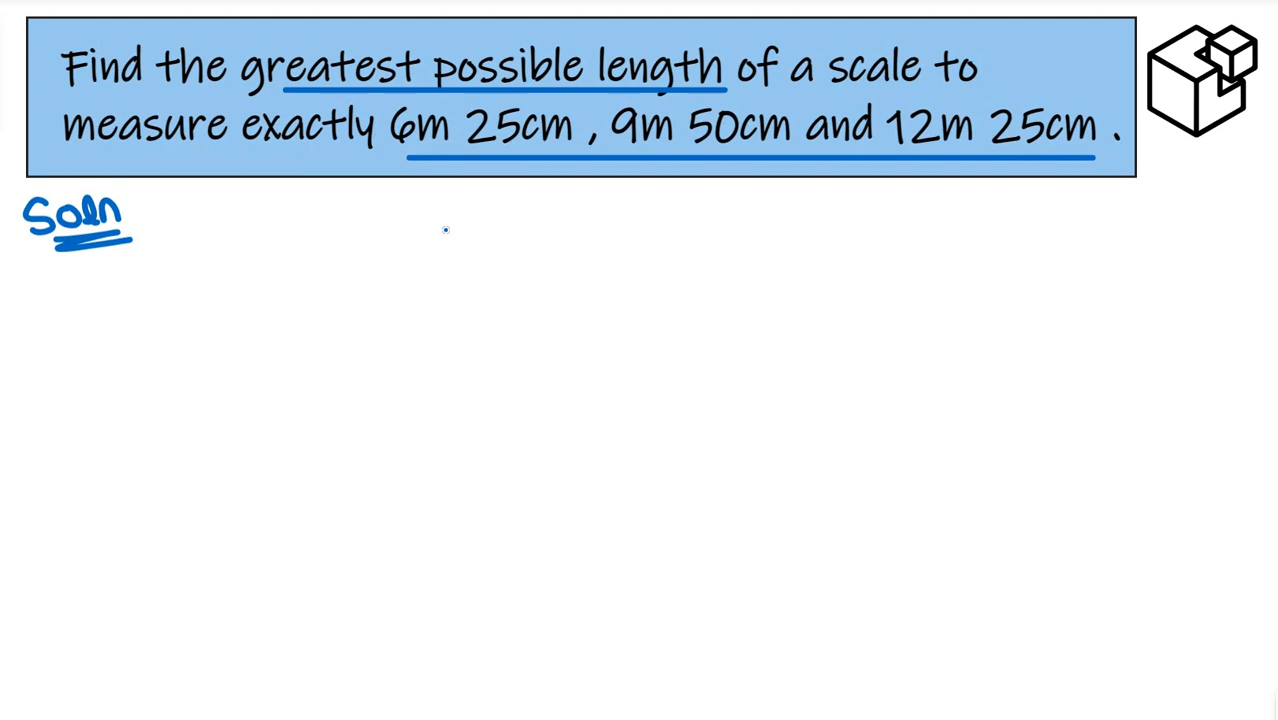 Find the greatest possible length of a scale to
measure exactly 6m 25cm , 9m 50cm and 12m 25cm .
Soln